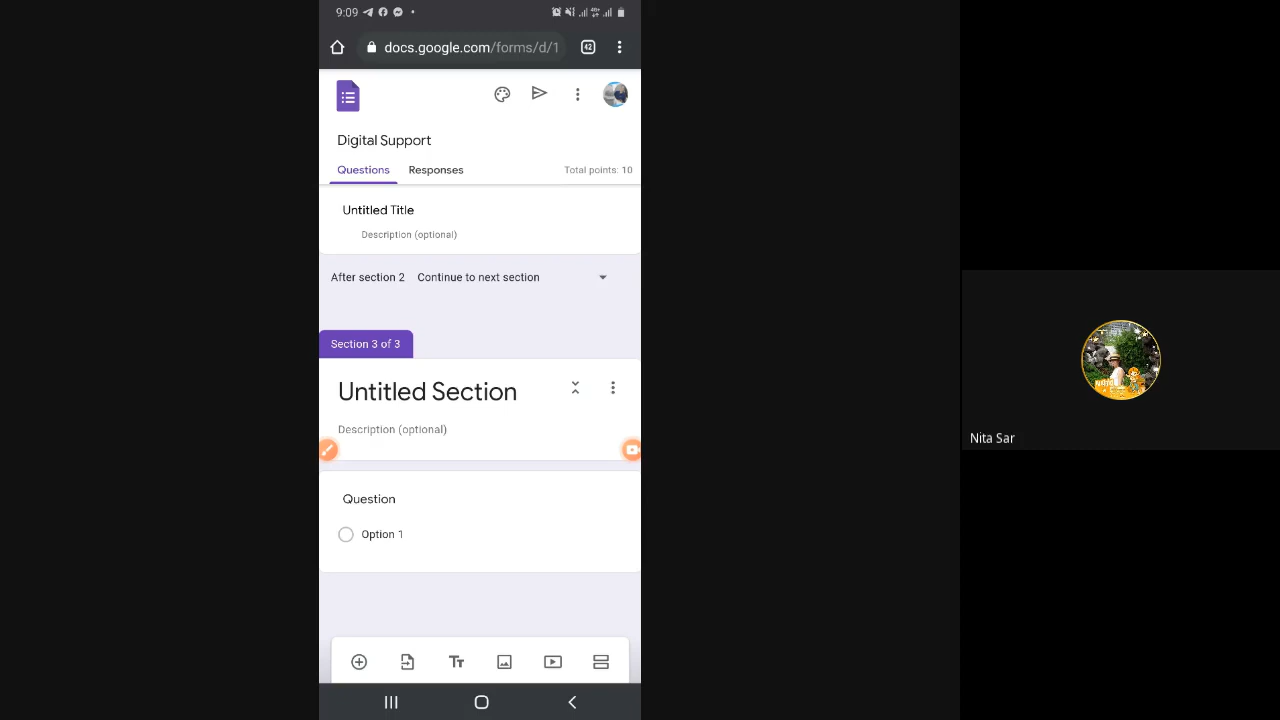 9:09
docs.google.com/forms/d/1
42
Digital Support
Questions Responses Total points: 10
Untitled Title
Description (optional)
After section 2 Continue to next section
Section 3 of 3
Untitled Section
Description (optional)
Question
Option 1
Tt
Nita Sar